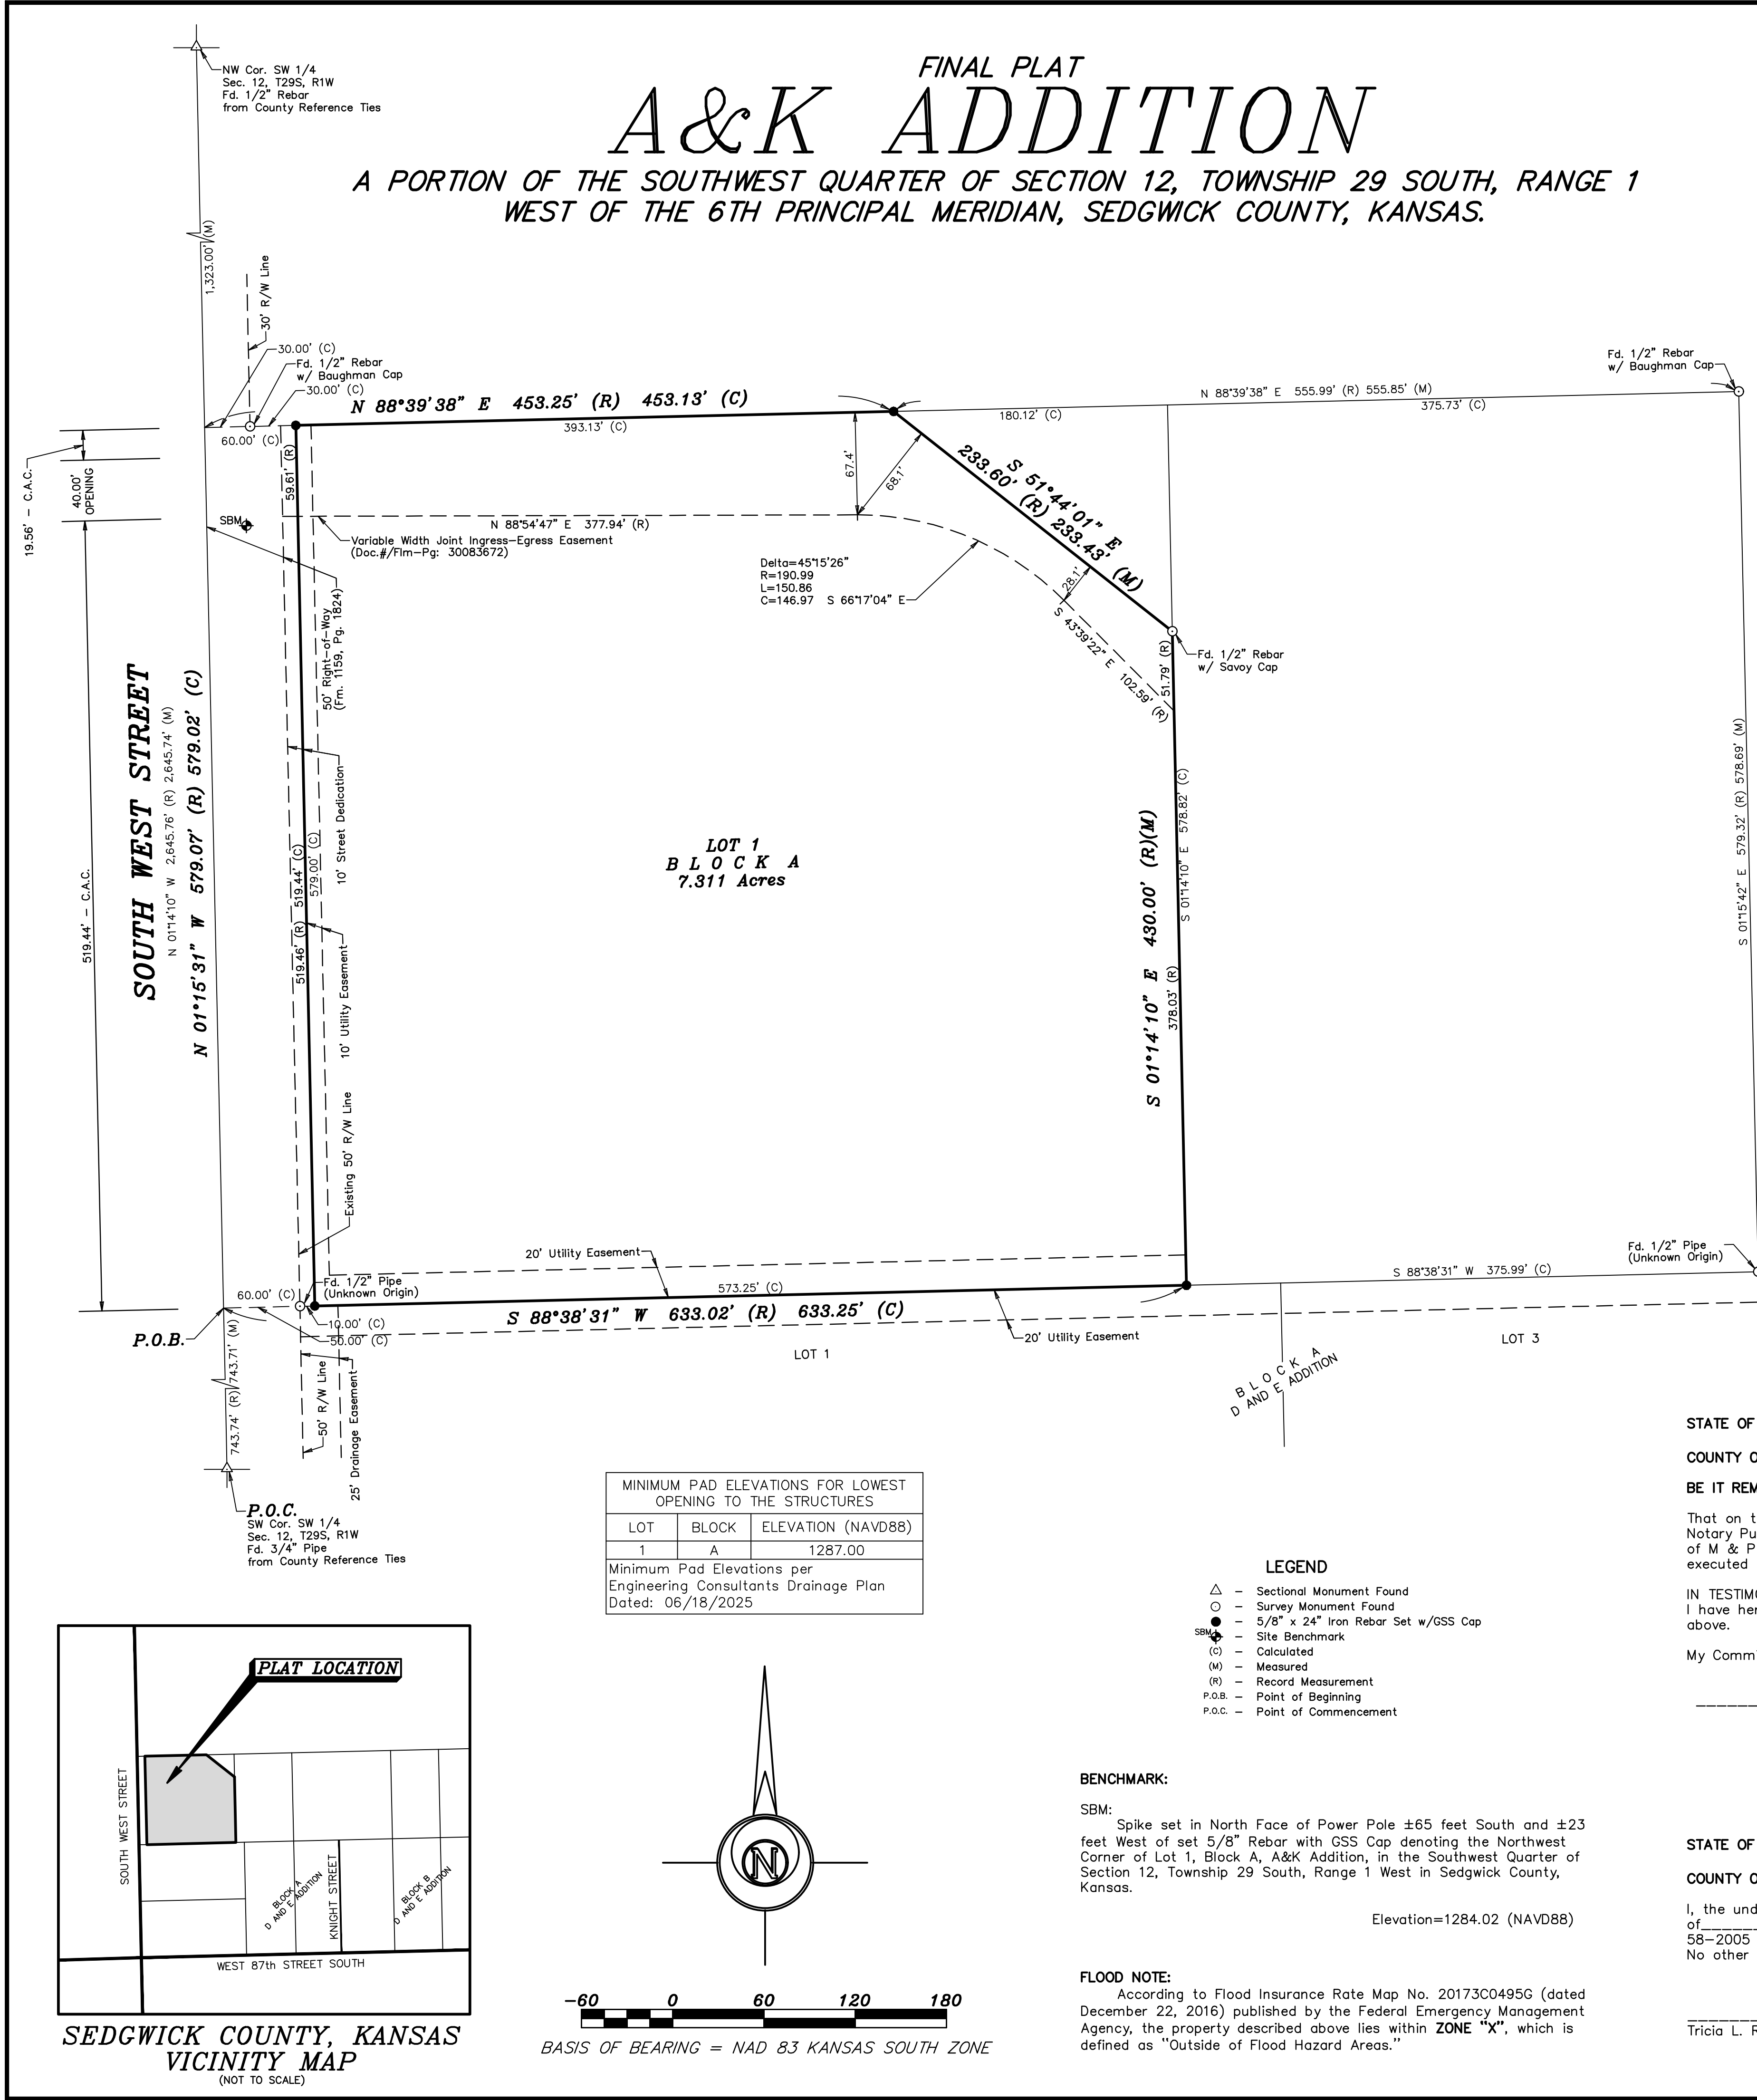 FINAL PLAT
A&K ADDITION
A PORTION OF THE SOUTHWEST QUARTER OF SECTION 12, TOWNSHIP 29 SOUTH, RANGE 1
WEST OF THE 6TH PRINCIPAL MERIDIAN, SEDGWICK COUNTY, KANSAS.
NW Cor. SW 1/4
Sec. 12, T29S, R1W
Fd. 1/2" Rebar
from County Reference Ties
1,323.00' (M)
30' R/W Line
30.00' (C)
Fd. 1/2" Rebar
w/ Baughman Cap
30.00' (C)
60.00' (C)
N 88°39'38" E 453.25' (R) 453.13' (C)
393.13' (C)
180.12' (C)
N 88°39'38" E 555.99' (R) 555.85' (M)
375.73' (C)
Fd. 1/2" Rebar
w/ Baughman Cap
19.56' - C.A.C.
40.00'
OPENING
59.61' (R)
SBM
67.4'
68.1'
S 51°44'01" E
233.60' (R) 233.43' (M)
N 88°54'47" E 377.94' (R)
Variable Width Joint Ingress-Egress Easement
(Doc.#/Flm-Pg: 30083672)
Delta=45°15'26"
R=190.99
L=150.86
C=146.97 S 66°17'04" E
28.1'
S 43°39'22" E 102.59' (R)
51.79' (R)
Fd. 1/2" Rebar
w/ Savoy Cap
50' Right-of-Way
(Fm. 1159, Pg. 1824)
SOUTH WEST STREET
N 01°14'10" W 2,645.76' (R) 2,645.74' (M)
N 01°15'31" W 579.07' (R) 579.02' (C)
519.44' - C.A.C.
10' Street Dedication
519.44' (C)
579.00' (C)
519.46' (R)
10' Utility Easement
Existing 50' R/W Line
LOT 1
B L O C K A
7.311 Acres
S 01°14'10" E 430.00' (R)(M)
S 01°14'10" E 578.82' (C)
378.03' (R)
S 01°15'42" E 579.32' (R) 578.69' (M)
20' Utility Easement
573.25' (C)
S 88°38'31" W 633.02' (R) 633.25' (C)
20' Utility Easement
S 88°38'31" W 375.99' (C)
Fd. 1/2" Pipe
(Unknown Origin)
60.00' (C)
Fd. 1/2" Pipe
(Unknown Origin)
10.00' (C)
50.00' (C)
P.O.B.
LOT 1
LOT 3
B L O C K A
D AND E ADDITION
743.74' (R) 743.71' (M)
50' R/W Line
25' Drainage Easement
P.O.C.
SW Cor. SW 1/4
Sec. 12, T29S, R1W
Fd. 3/4" Pipe
from County Reference Ties
MINIMUM PAD ELEVATIONS FOR LOWEST
OPENING TO THE STRUCTURES
LOT BLOCK ELEVATION (NAVD88)
1 A 1287.00
Minimum Pad Elevations per
Engineering Consultants Drainage Plan
Dated: 06/18/2025
LEGEND
- Sectional Monument Found
- Survey Monument Found
- 5/8" x 24" Iron Rebar Set w/GSS Cap
SBM - Site Benchmark
(C) - Calculated
(M) - Measured
(R) - Record Measurement
P.O.B. - Point of Beginning
P.O.C. - Point of Commencement
STATE OF
COUNTY O
BE IT REM
That on t
Notary Pu
of M & P
executed
IN TESTIM
I have her
above.
My Comm
PLAT LOCATION
SOUTH WEST STREET
BLOCK A
D AND E ADDITION
KNIGHT STREET
BLOCK B
D AND E ADDITION
WEST 87th STREET SOUTH
SEDGWICK COUNTY, KANSAS
VICINITY MAP
(NOT TO SCALE)
N
-60 0 60 120 180
BASIS OF BEARING = NAD 83 KANSAS SOUTH ZONE
BENCHMARK:
SBM:
Spike set in North Face of Power Pole ±65 feet South and ±23
feet West of set 5/8" Rebar with GSS Cap denoting the Northwest
Corner of Lot 1, Block A, A&K Addition, in the Southwest Quarter of
Section 12, Township 29 South, Range 1 West in Sedgwick County,
Kansas.
Elevation=1284.02 (NAVD88)
FLOOD NOTE:
According to Flood Insurance Rate Map No. 20173C0495G (dated
December 22, 2016) published by the Federal Emergency Management
Agency, the property described above lies within ZONE "X", which is
defined as "Outside of Flood Hazard Areas."
STATE OF
COUNTY O
I, the und
of______
58-2005
No other
Tricia L. R